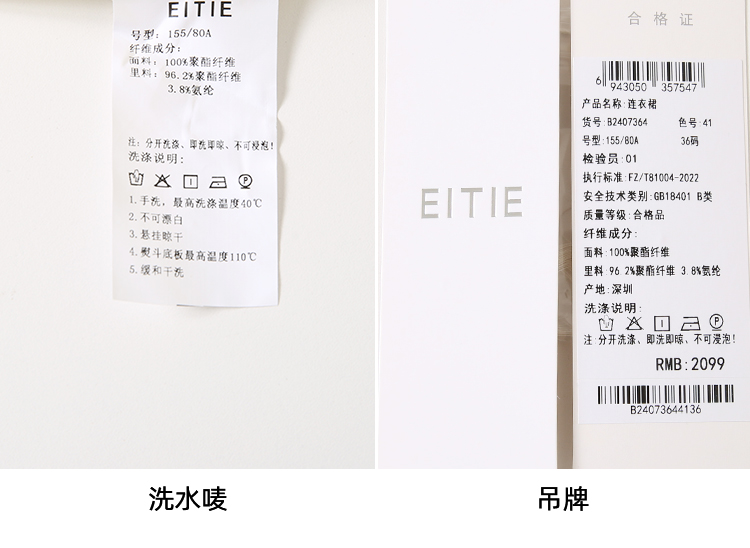 EITIE
号型: 155/80A
纤维成分:
面料: 100%聚酯纤维
里料: 96.2%聚酯纤维
3.8%氨纶
注: 分开洗涤、即洗即晾、不可浸泡!
洗涤说明:
1.手洗, 最高洗涤温度40℃
2.不可漂白
3.悬挂晾干
4.熨斗底板最高温度110℃
5.缓和干洗
洗水唛
EITIE
吊牌
合格证
6 943050 357547
产品名称:连衣裙
货号:B2407364 色号:41
号型:155/80A 36码
检验员:01
执行标准:FZ/T81004-2022
安全技术类别:GB18401 B类
质量等级:合格品
纤维成分:
面料:100%聚酯纤维
里料:96.2%聚酯纤维 3.8%氨纶
产地:深圳
洗涤说明:
P
注:分开洗涤、即洗即晾、不可浸泡!
RMB:2099
B24073644136